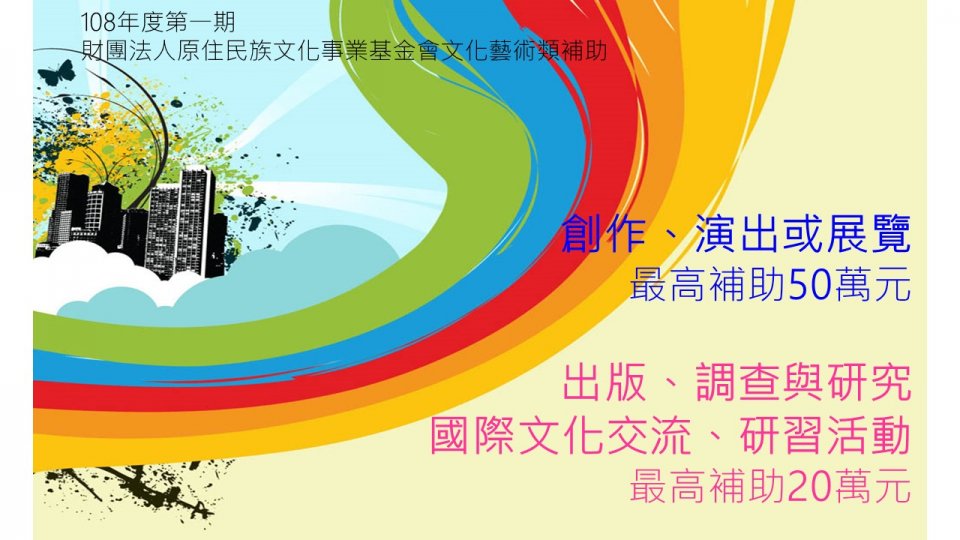 108年度第一期
財團法人原住民族文化事業基金會文化藝術類補助
創作、演出或展覽
最高補助50萬元
出版、調查與研究
國際文化交流、研習活動
最高補助20萬元